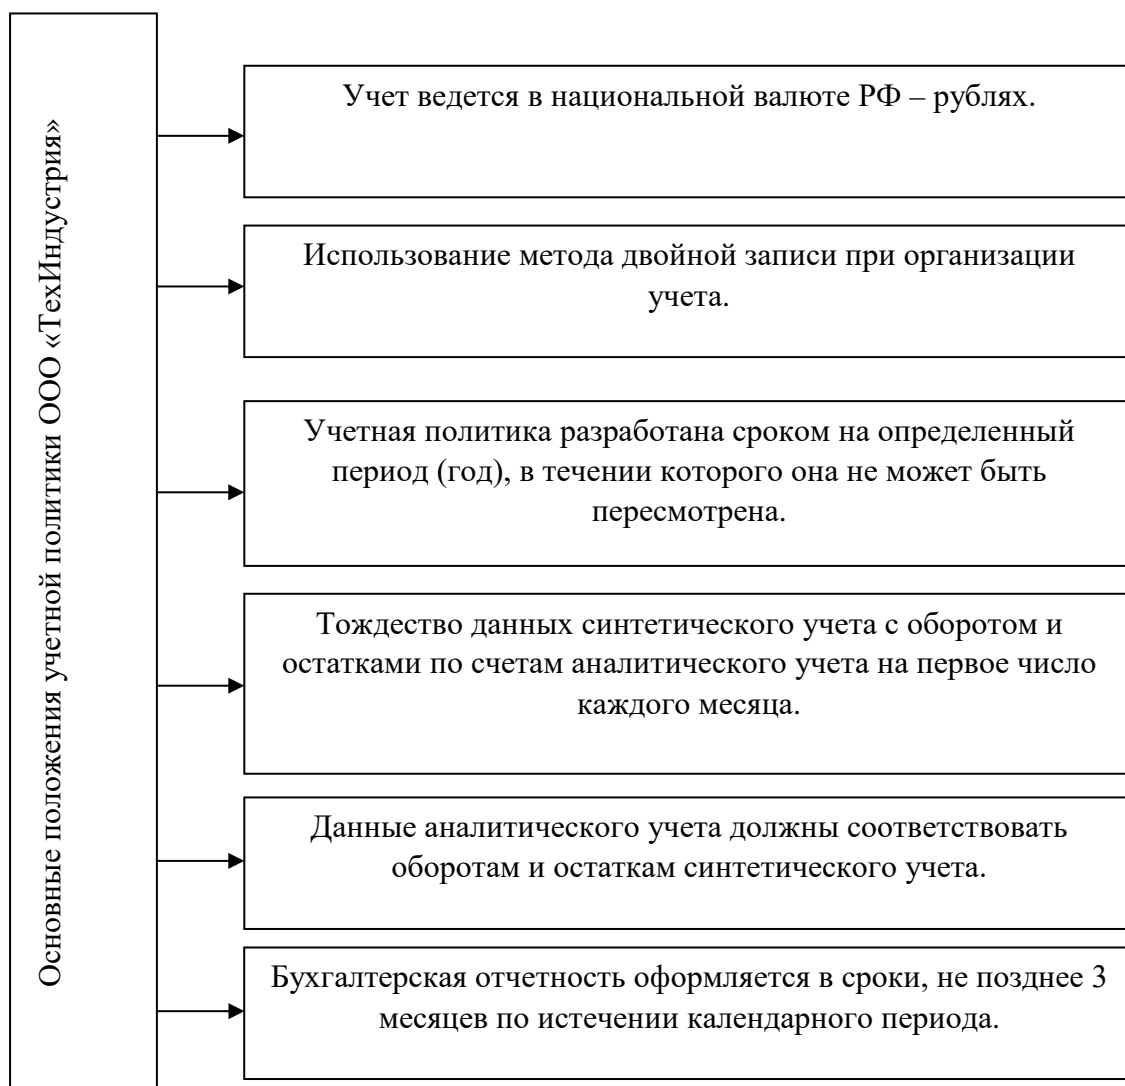 Основные положения учетной политики ООО «ТехИндустрия»
Учет ведется в национальной валюте РФ – рублях.
Использование метода двойной записи при организации
учета.
Учетная политика разработана сроком на определенный
период (год), в течении которого она не может быть
пересмотрена.
Тождество данных синтетического учета с оборотом и
остатками по счетам аналитического учета на первое число
каждого месяца.
Данные аналитического учета должны соответствовать
оборотам и остаткам синтетического учета.
Бухгалтерская отчетность оформляется в сроки, не позднее 3
месяцев по истечении календарного периода.